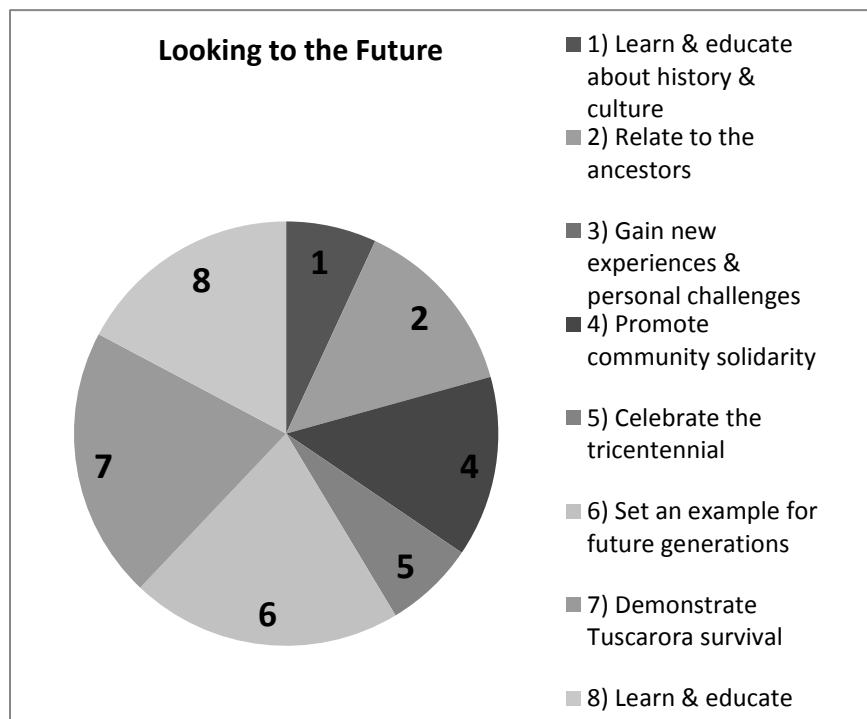 Looking to the Future
1) Learn & educate
about history &
culture
2) Relate to the
ancestors
3) Gain new
experiences &
personal challenges
4) Promote
community solidarity
5) Celebrate the
tricentennial
6) Set an example for
future generations
7) Demonstrate
Tuscarora survival
8) Learn & educate
1
2
4
5
6
7
8